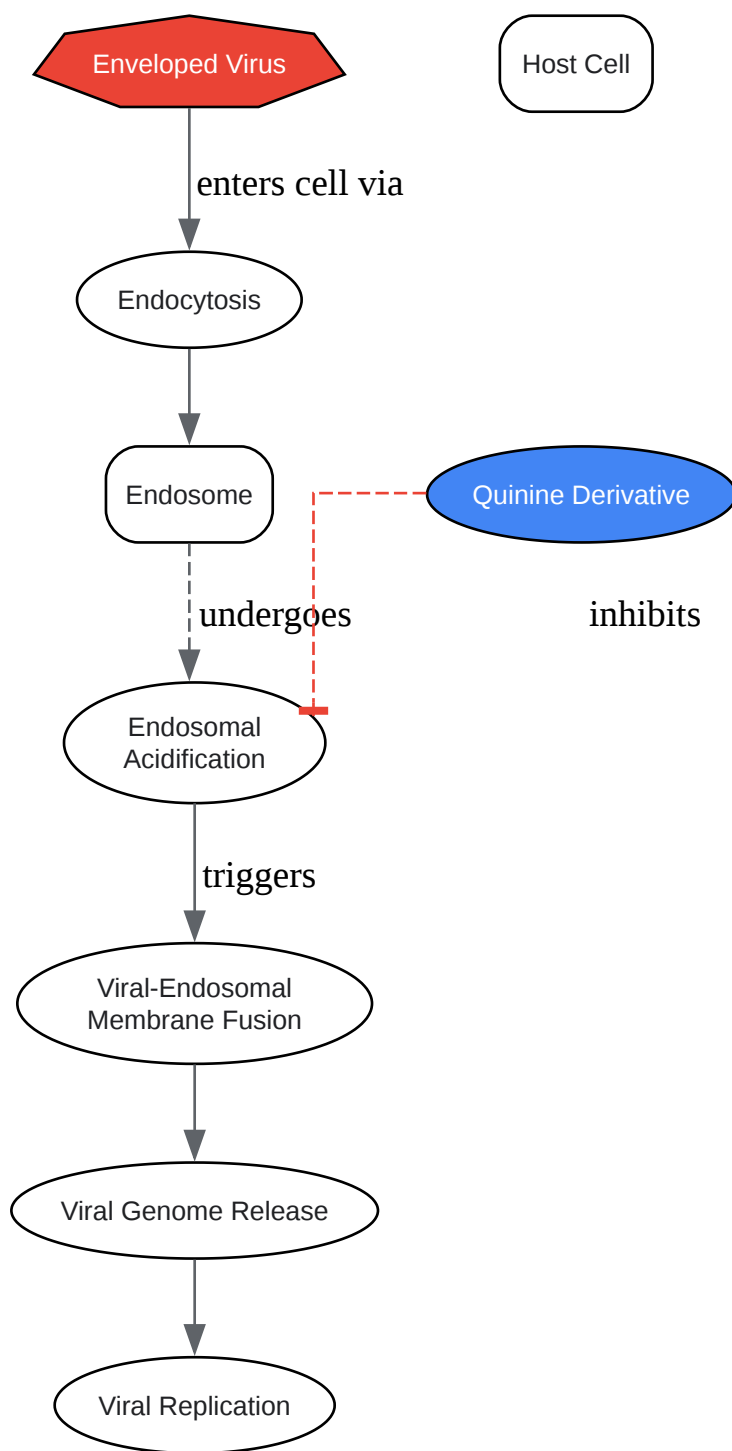 Enveloped Virus
Host Cell
enters cell via
Endocytosis
Endosome
Quinine Derivative
undergoes
inhibits
Endosomal
Acidification
triggers
Viral-Endosomal
Membrane Fusion
Viral Genome Release
Viral Replication